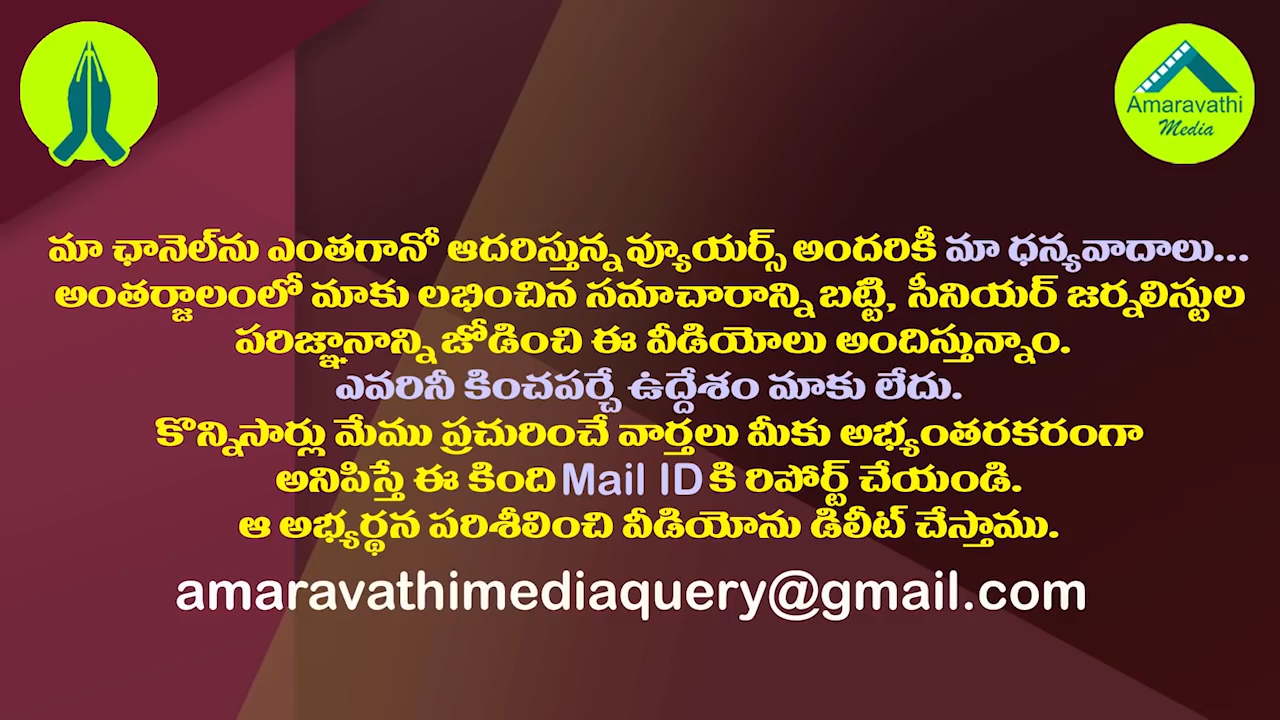 Amaravathi
Media
మా ఛానెల్‌ను ఎంతగానో ఆదరిస్తున్న వ్యూయర్స్ అందరికీ మా ధన్యవాదాలు...
అంతర్జాలంలో మాకు లభించిన సమాచారాన్ని బట్టి, సీనియర్ జర్నలిస్టుల
పరిజ్ఞానాన్ని జోడించి ఈ వీడియోలు అందిస్తున్నాం.
ఎవరినీ కించపర్చే ఉద్దేశం మాకు లేదు.
కొన్నిసార్లు మేము ప్రచురించే వార్తలు మీకు అభ్యంతరకరంగా
అనిపిస్తే ఈ కింది Mail ID కి రిపోర్ట్ చేయండి.
ఆ అభ్యర్థన పరిశీలించి వీడియోను డిలీట్ చేస్తాము.
amaravathimediaquery@gmail.com